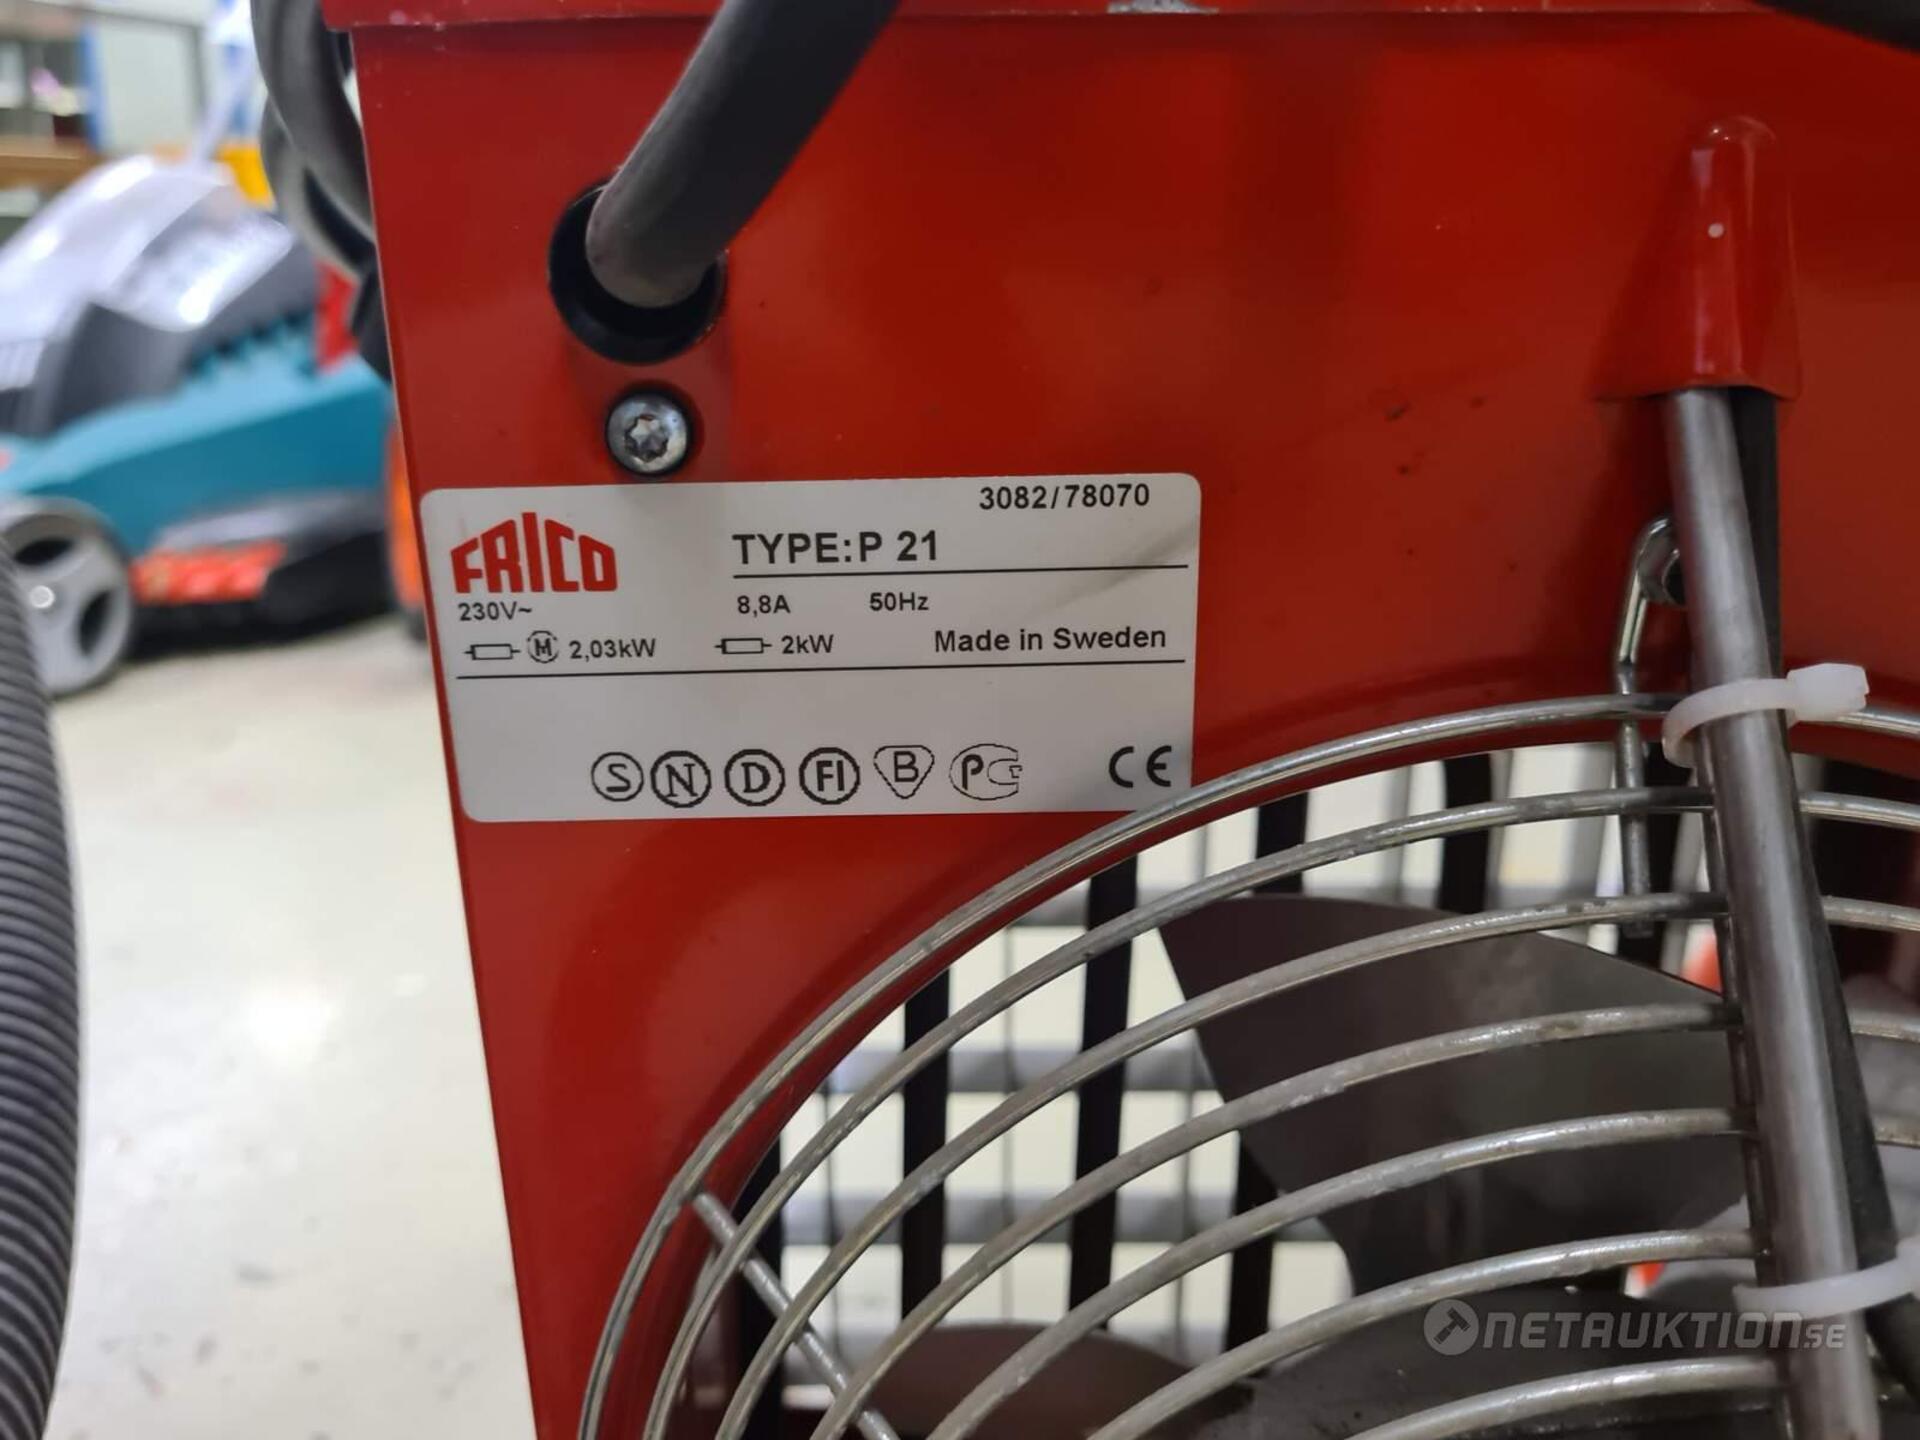 3082/78070
FRICO
TYPE:P 21
230V~
8,8A
50Hz
M 2,03kW
2kW
Made in Sweden
S N D FI B PC CE
NETAUKTION.SE